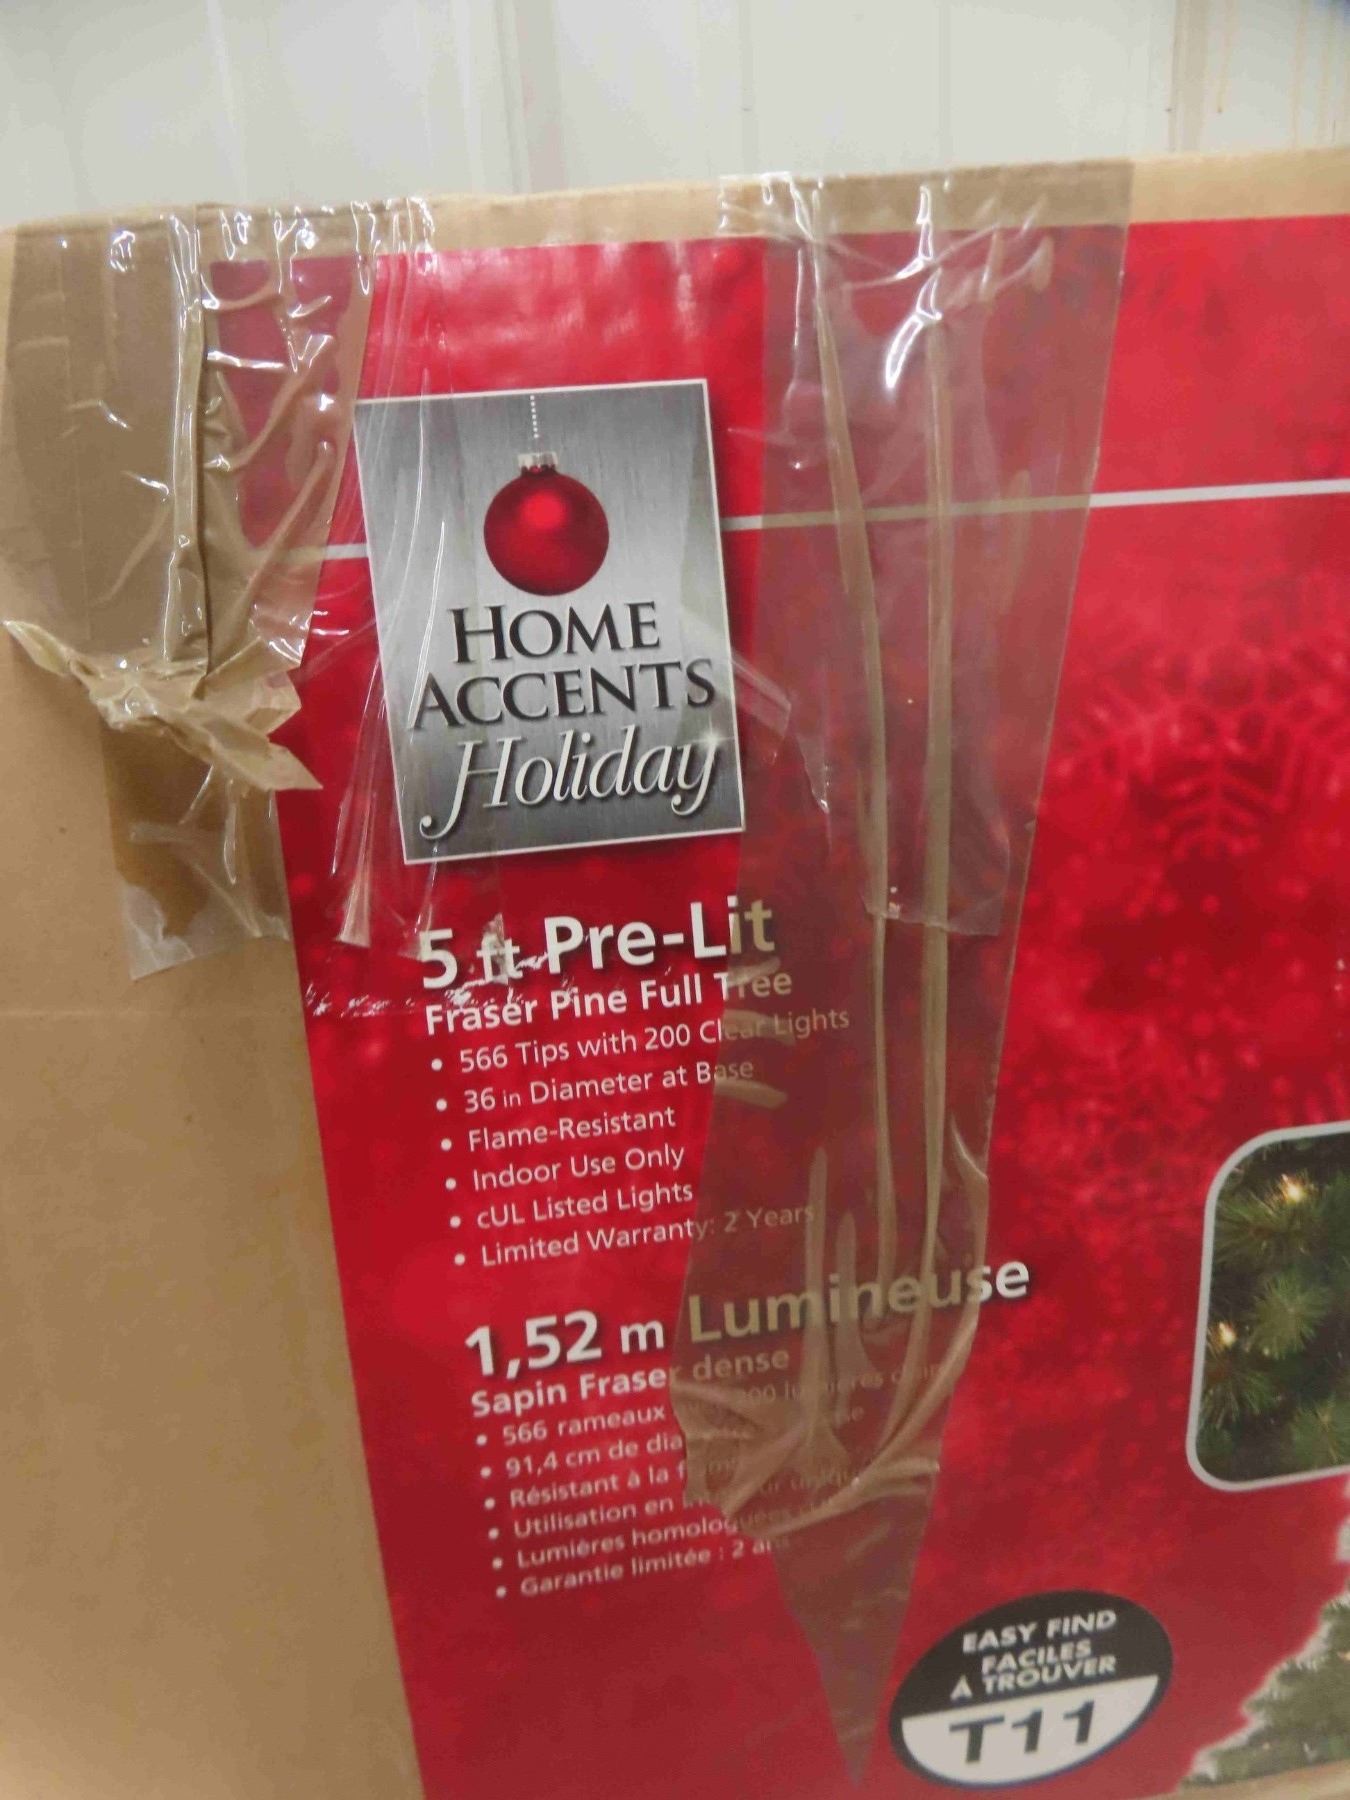 HOME
ACCENTS
Holiday
5 ft Pre-Lit
Fraser Pine Full Tree
• 566 Tips with 200 Clear Lights
• 36 in Diameter at Base
• Flame-Resistant
• Indoor Use Only
• cUL Listed Lights
• Limited Warranty: 2 Years
1,52 m Lumineuse
Sapin Fraser dense
• 566 rameaux 200 lumières
• 91,4 cm de
• Résistant à la
• Utilisation en
• Lumières homologuées
• Garantie limitée : 2 ans
EASY FIND
FACILES
À TROUVER
T11